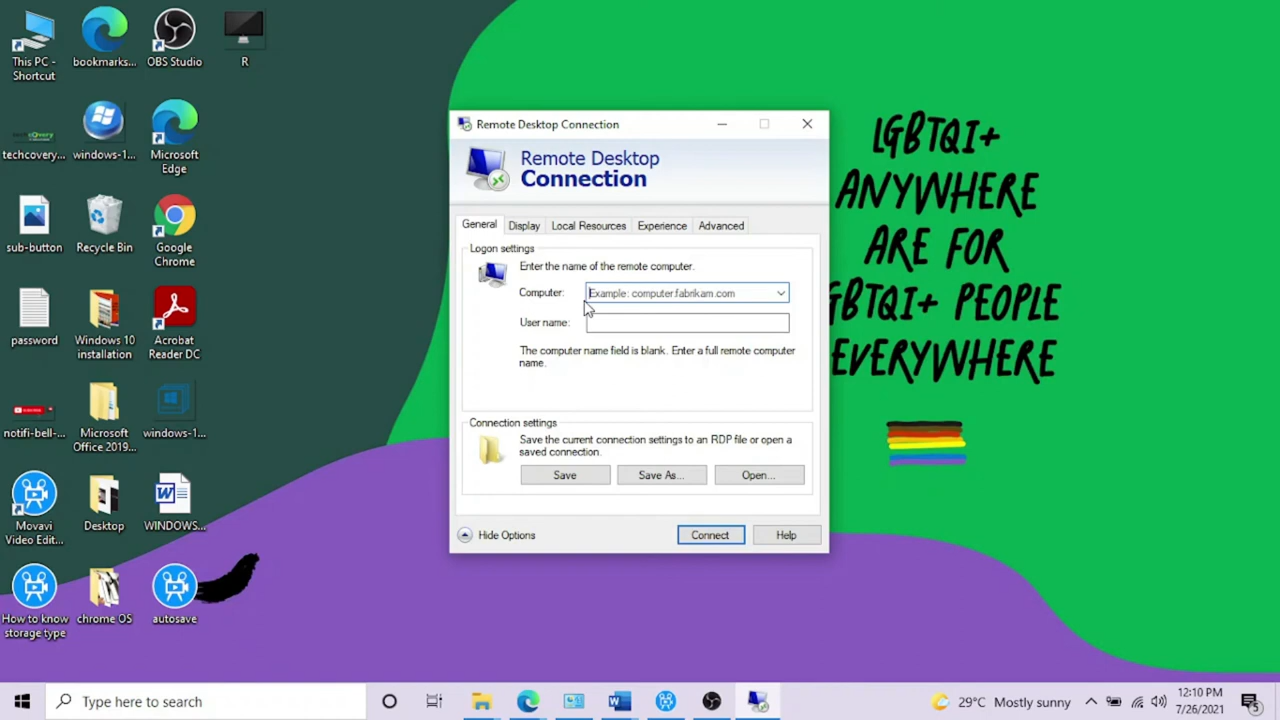 This PC -
Shortcut
bookmarks...
OBS Studio
R
techcovery...
windows-1...
Microsoft
Edge
sub-button
Recycle Bin
Google
Chrome
password
Windows 10
installation
Acrobat
Reader DC
notifi-bell-...
Microsoft
Office 2019...
windows-1...
Movavi
Video Edit...
Desktop
WINDOWS...
How to know
storage type
chrome OS
autosave
Remote Desktop Connection
Remote Desktop
Connection
General
Display
Local Resources
Experience
Advanced
Logon settings
Enter the name of the remote computer.
Computer:
Example: computer.fabrikam.com
User name:
The computer name field is blank. Enter a full remote computer
name.
Connection settings
Save the current connection settings to an RDP file or open a
saved connection.
Save
Save As...
Open...
Hide Options
Connect
Help
LGBTQI+
ANYWHERE
ARE FOR
GBTQI+ PEOPLE
EVERYWHERE
Type here to search
29°C Mostly sunny
12:10 PM
7/26/2021
5